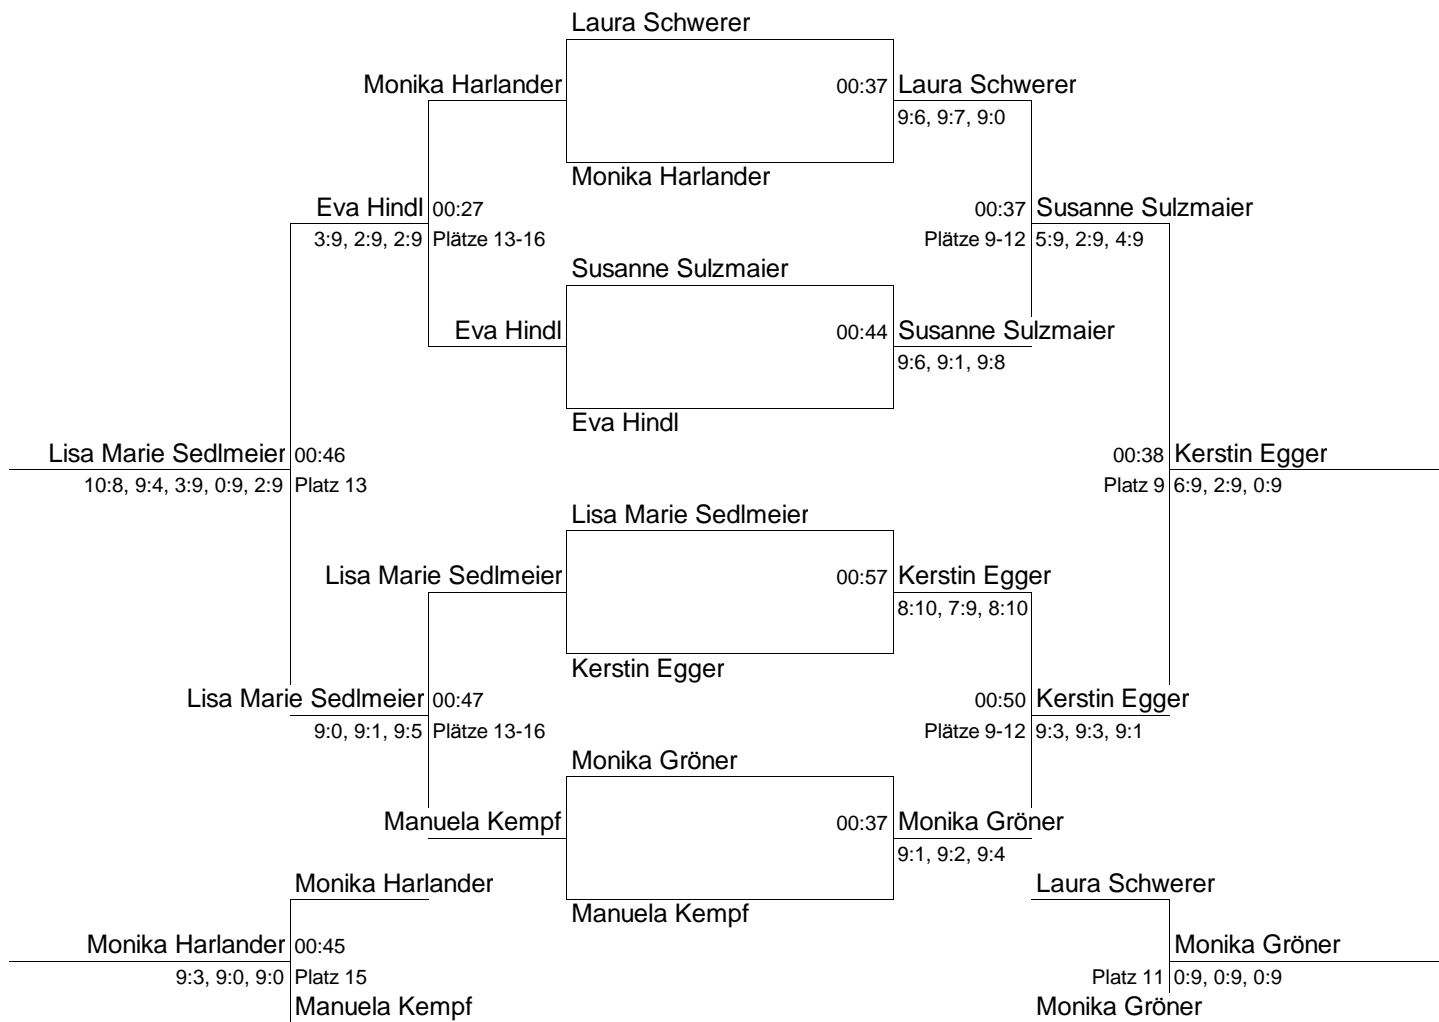 Laura Schwerer
Monika Harlander 00:37 Laura Schwerer
9:6, 9:7, 9:0
Monika Harlander
Eva Hindl 00:27 00:37 Susanne Sulzmaier
3:9, 2:9, 2:9 Plätze 13-16 Plätze 9-12 5:9, 2:9, 4:9
Susanne Sulzmaier
Eva Hindl 00:44 Susanne Sulzmaier
9:6, 9:1, 9:8
Eva Hindl
Lisa Marie Sedlmeier 00:46 00:38 Kerstin Egger
10:8, 9:4, 3:9, 0:9, 2:9 Platz 13 Platz 9 6:9, 2:9, 0:9
Lisa Marie Sedlmeier
Lisa Marie Sedlmeier 00:57 Kerstin Egger
8:10, 7:9, 8:10
Kerstin Egger
Lisa Marie Sedlmeier 00:47 00:50 Kerstin Egger
9:0, 9:1, 9:5 Plätze 13-16 Plätze 9-12 9:3, 9:3, 9:1
Monika Gröner
Manuela Kempf 00:37 Monika Gröner
9:1, 9:2, 9:4
Monika Harlander Laura Schwerer
Manuela Kempf
Monika Harlander 00:45 Monika Gröner
9:3, 9:0, 9:0 Platz 15 Platz 11 0:9, 0:9, 0:9
Manuela Kempf Monika Gröner